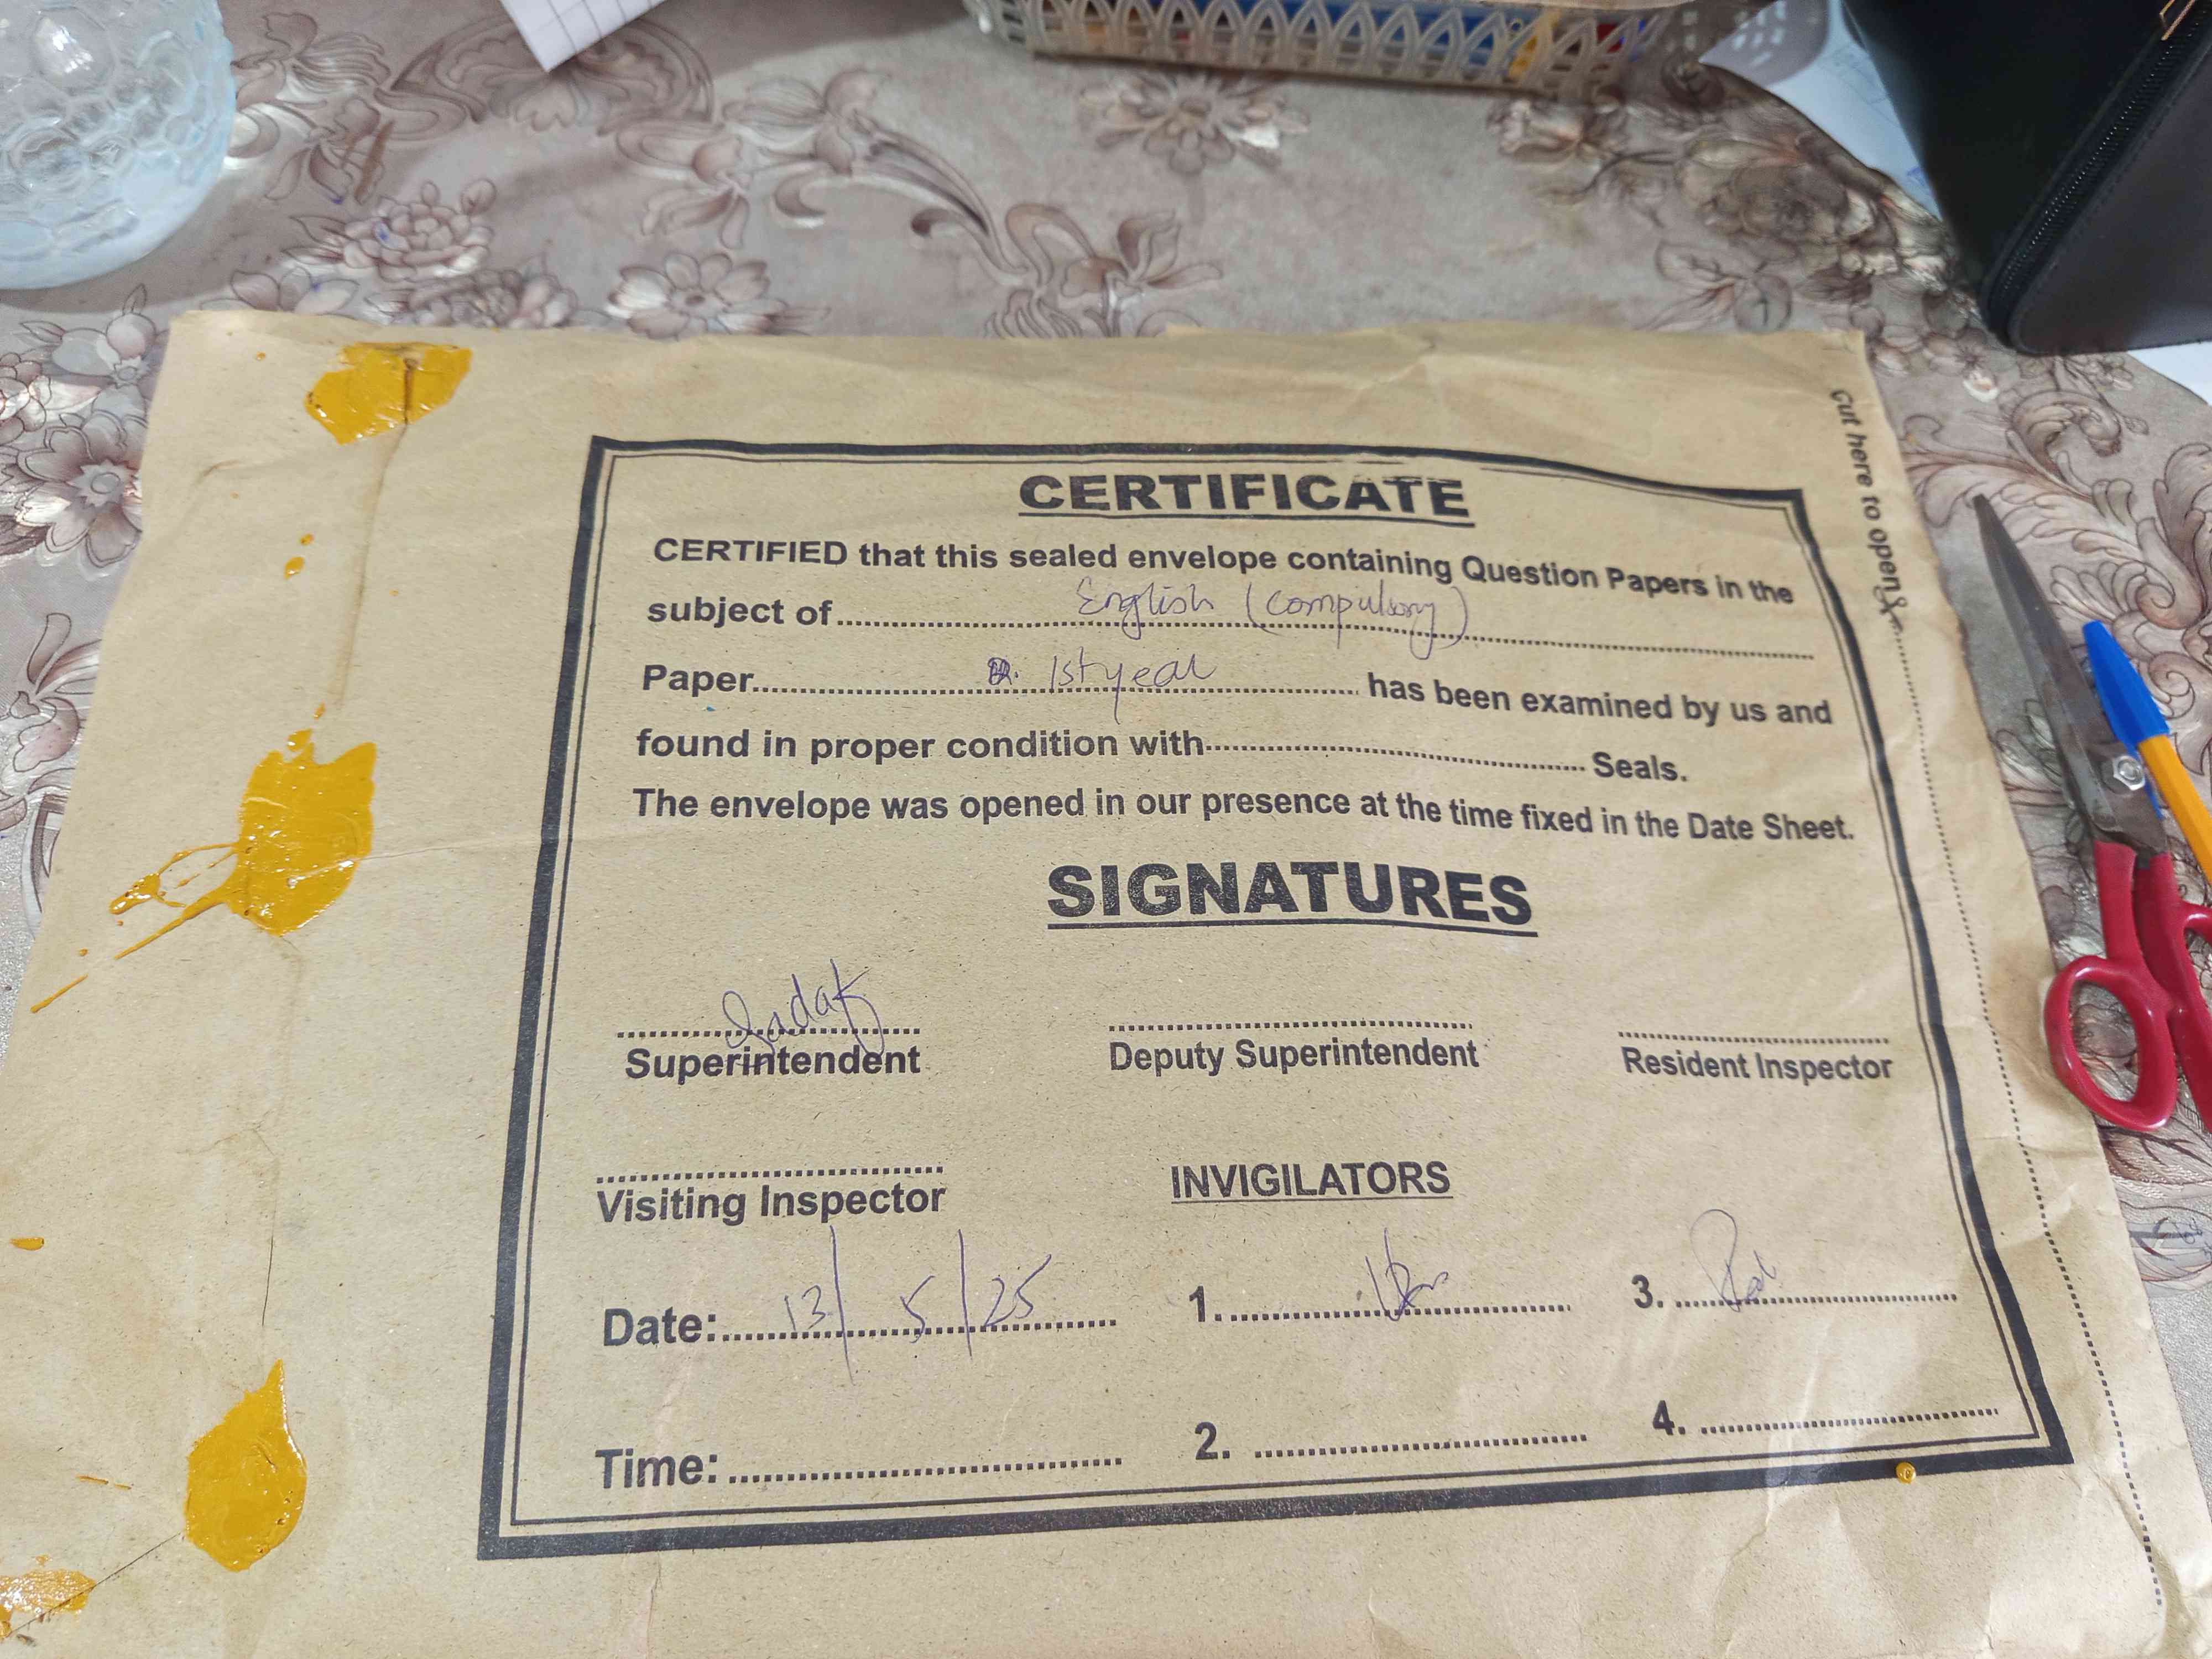 Cut here to open
CERTIFICATE
CERTIFIED that this sealed envelope containing Question Papers in the
subject of English (Compulsory)
Paper 1st year has been examined by us and
found in proper condition with Seals.
The envelope was opened in our presence at the time fixed in the Date Sheet.
SIGNATURES
Superintendent Deputy Superintendent Resident Inspector
Visiting Inspector INVIGILATORS
Date: 13/5/25 1. 3.
Time: 2. 4.